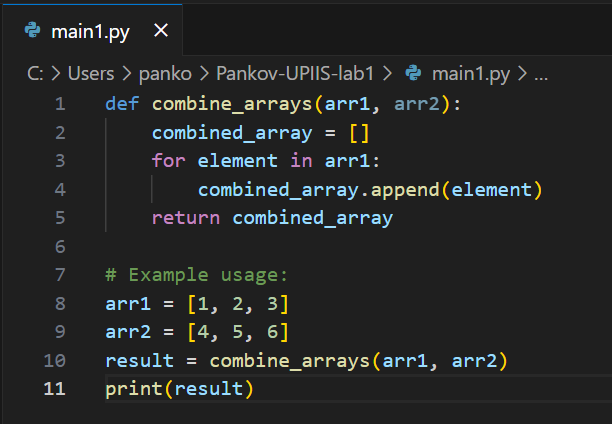 main1.py ×
C: > Users > panko > Pankov-UPIIS-lab1 > main1.py > ...
1 def combine_arrays(arr1, arr2):
2     combined_array = []
3     for element in arr1:
4         combined_array.append(element)
5     return combined_array
6
7 # Example usage:
8 arr1 = [1, 2, 3]
9 arr2 = [4, 5, 6]
10 result = combine_arrays(arr1, arr2)
11 print(result)